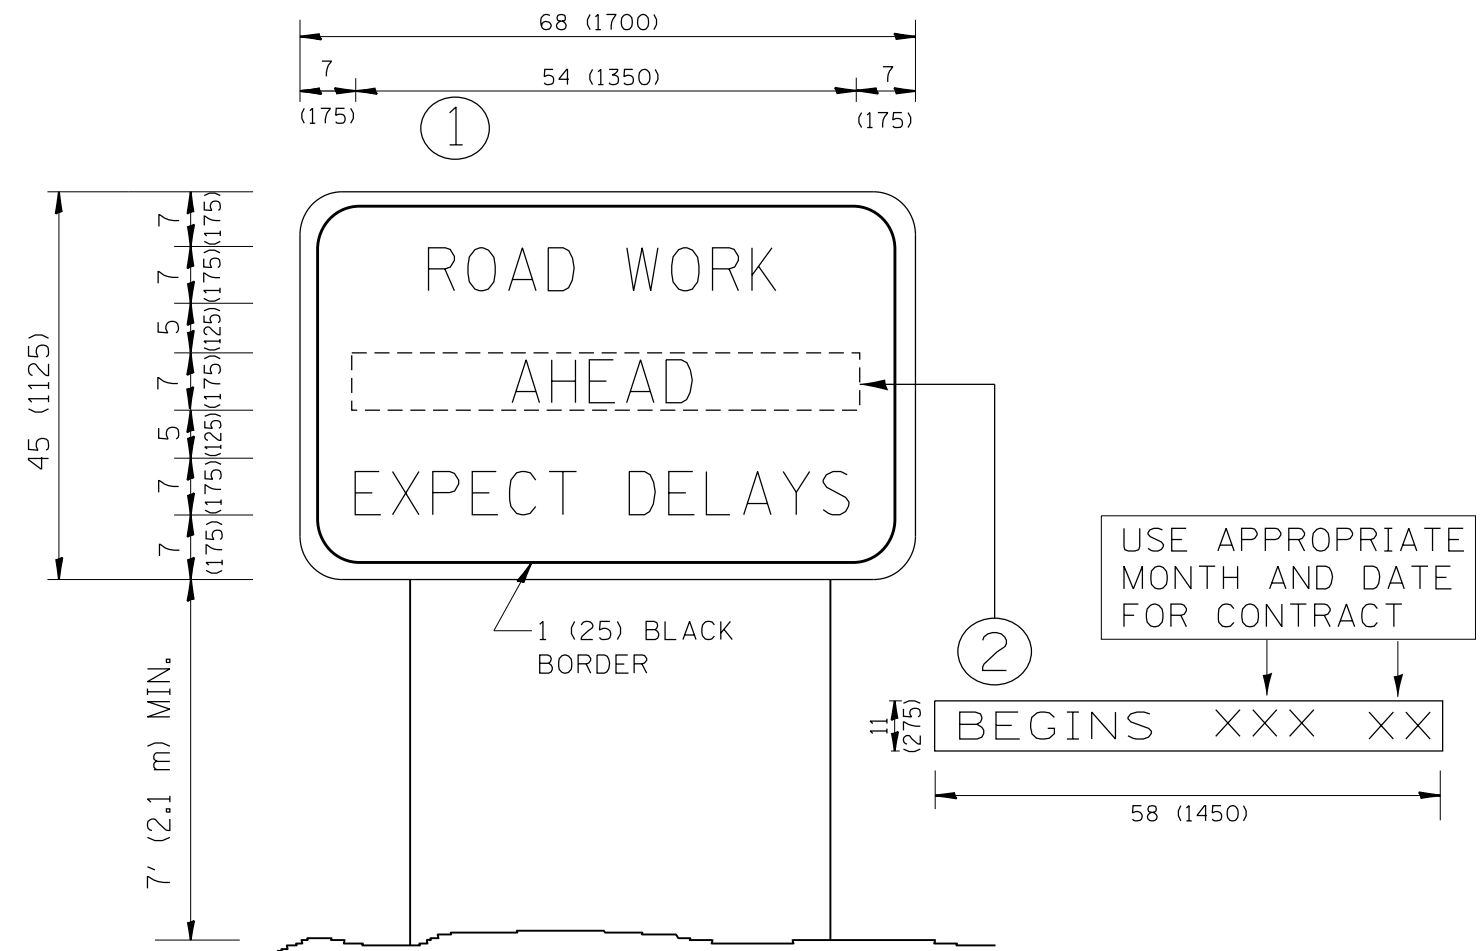 68 (1700)
7
54 (1350)
7
(175)
(175)
1
45 (1125)
7
(175)
7
(175)
5
(125)
7
(175)
5
(125)
7
(175)
7
(175)
ROAD WORK
AHEAD
EXPECT DELAYS
1 (25) BLACK
BORDER
7' (2.1 m) MIN.
USE APPROPRIATE
MONTH AND DATE
FOR CONTRACT
2
11
(275)
BEGINS XXX XX
58 (1450)